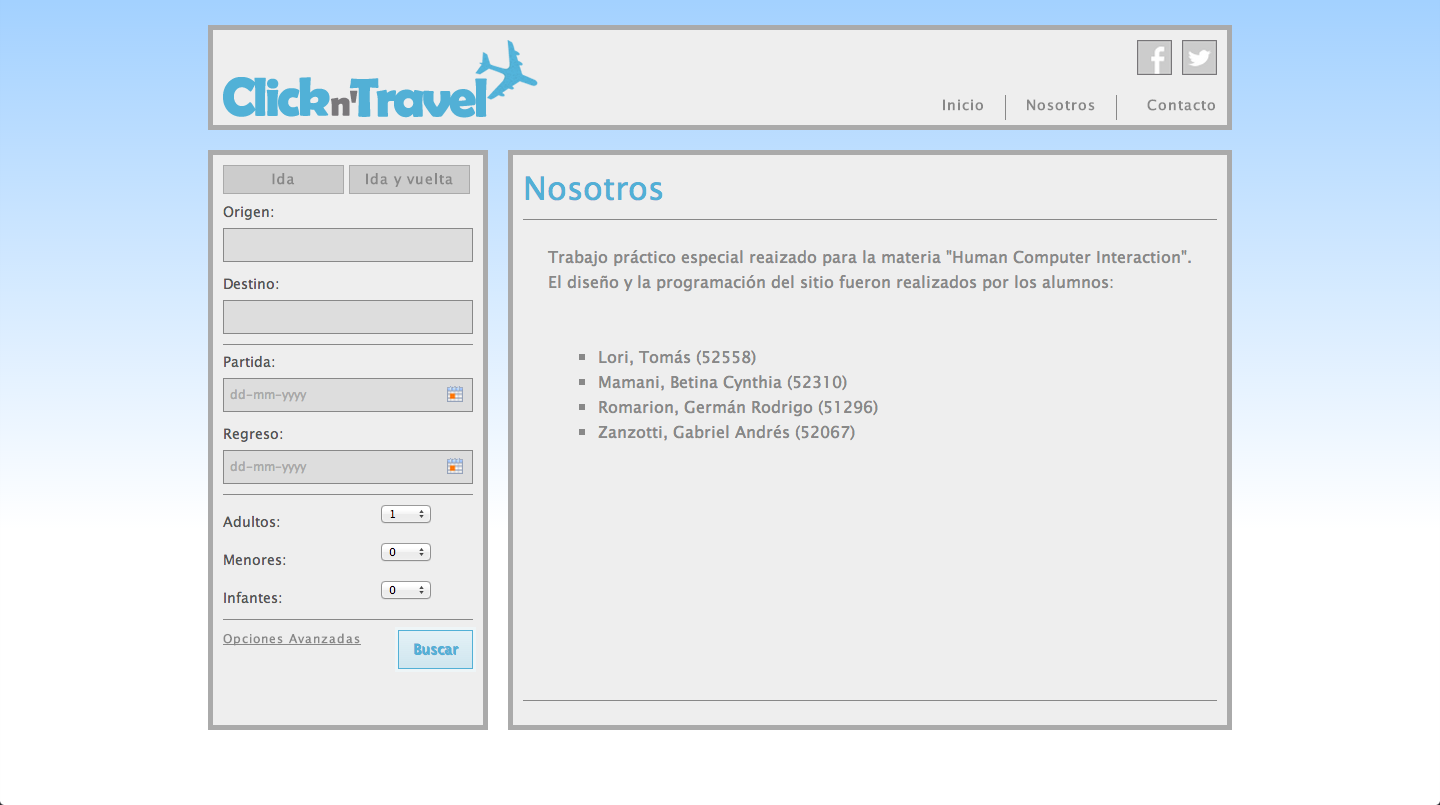 Click n' Travel
Inicio
Nosotros
Contacto
Ida
Ida y vuelta
Origen:
Destino:
Partida:
dd-mm-yyyy
Regreso:
dd-mm-yyyy
Adultos:
1
Menores:
0
Infantes:
0
Opciones Avanzadas
Buscar
Nosotros
Trabajo práctico especial reaizado para la materia "Human Computer Interaction".
El diseño y la programación del sitio fueron realizados por los alumnos:
Lori, Tomás (52558)
Mamani, Betina Cynthia (52310)
Romarion, Germán Rodrigo (51296)
Zanzotti, Gabriel Andrés (52067)